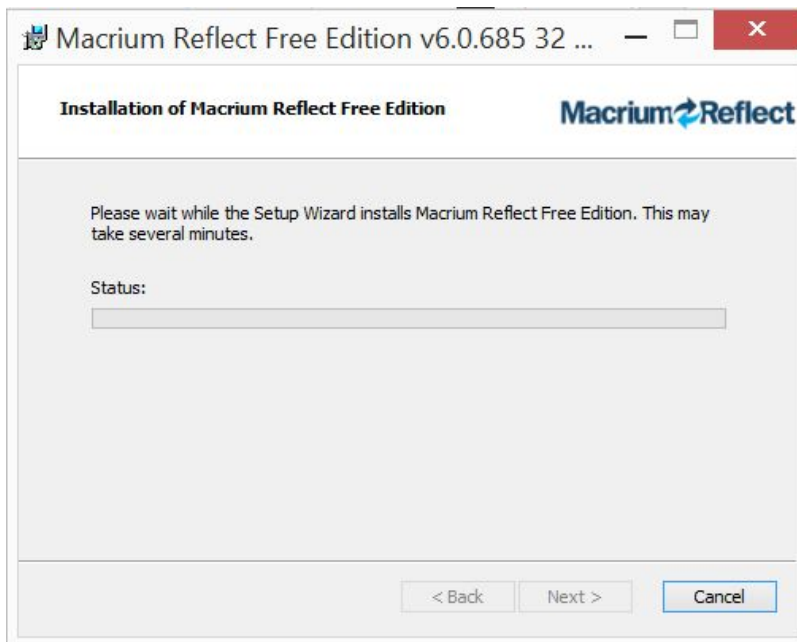 Macrium Reflect Free Edition v6.0.685 32 ...
Installation of Macrium Reflect Free Edition
Macrium Reflect
Please wait while the Setup Wizard installs Macrium Reflect Free Edition. This may
take several minutes.
Status:
< Back
Next >
Cancel